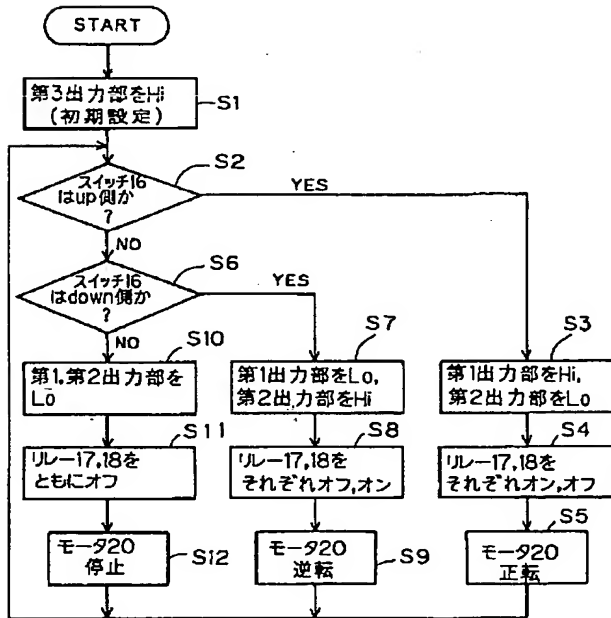 START
第3出力部をHi
(初期設定)
S1
スイッチ16
はup側か
?
S2
YES
NO
スイッチ16
はdown側か
?
S6
YES
NO
第1,第2出力部を
Lo
S10
第1出力部をLo,
第2出力部をHi
S7
第1出力部をHi,
第2出力部をLo
S3
リレー17,18を
ともにオフ
S11
リレー17,18を
それぞれオフ,オン
S8
リレー17,18を
それぞれオン,オフ
S4
モータ20
停止
S12
モータ20
逆転
S9
モータ20
正転
S5